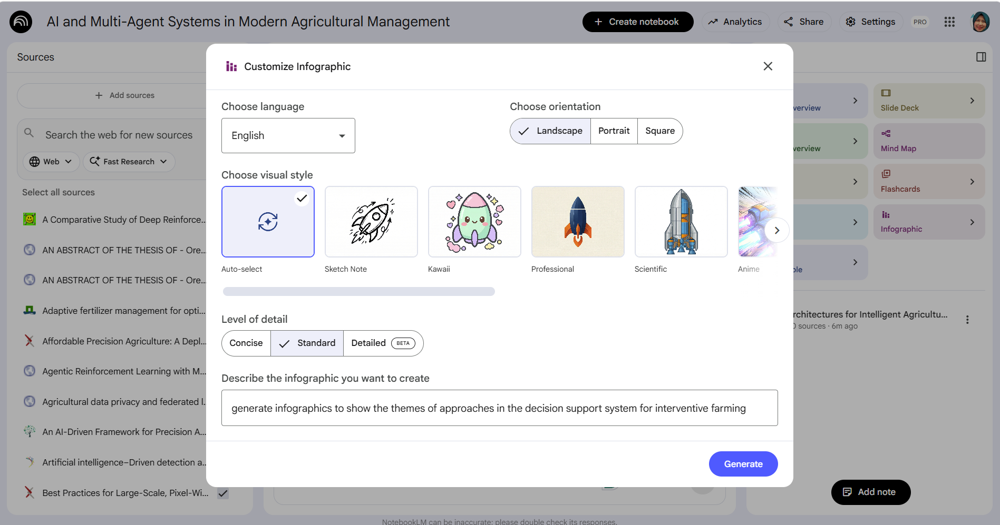 AI and Multi-Agent Systems in Modern Agricultural Management
Create notebook
Analytics
Share
Settings
PRO
Sources
Add sources
Search the web for new sources
Web
Fast Research
Select all sources
A Comparative Study of Deep Reinforce...
AN ABSTRACT OF THE THESIS OF - Ore...
AN ABSTRACT OF THE THESIS OF - Ore...
Adaptive fertilizer management for opti...
Affordable Precision Agriculture: A Depl...
Agentic Reinforcement Learning with M...
Agricultural data privacy and federated l...
An AI-Driven Framework for Precision A...
Artificial intelligence–Driven detection a...
Best Practices for Large-Scale, Pixel-Wi...
Customize Infographic
Choose language
English
Choose orientation
Landscape
Portrait
Square
Choose visual style
Auto-select
Sketch Note
Kawaii
Professional
Scientific
Anime
Level of detail
Concise
Standard
Detailed BETA
Describe the infographic you want to create
generate infographics to show the themes of approaches in the decision support system for interventive farming
Generate
verview
Slide Deck
verview
Mind Map
Flashcards
Infographic
ble
rchitectures for Intelligent Agricultu...
sources · 6m ago
Add note
NotebookLM can be inaccurate; please double check its responses.